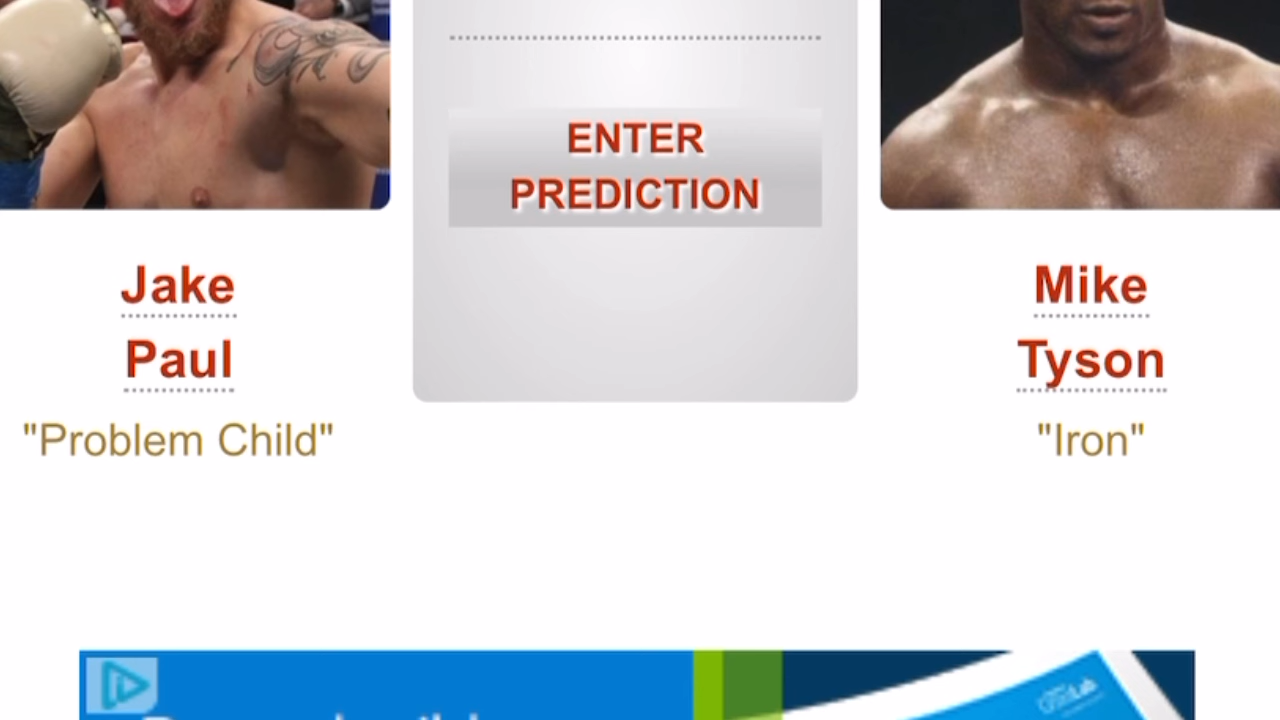 ENTER
PREDICTION
Jake
Paul
"Problem Child"
Mike
Tyson
"Iron"